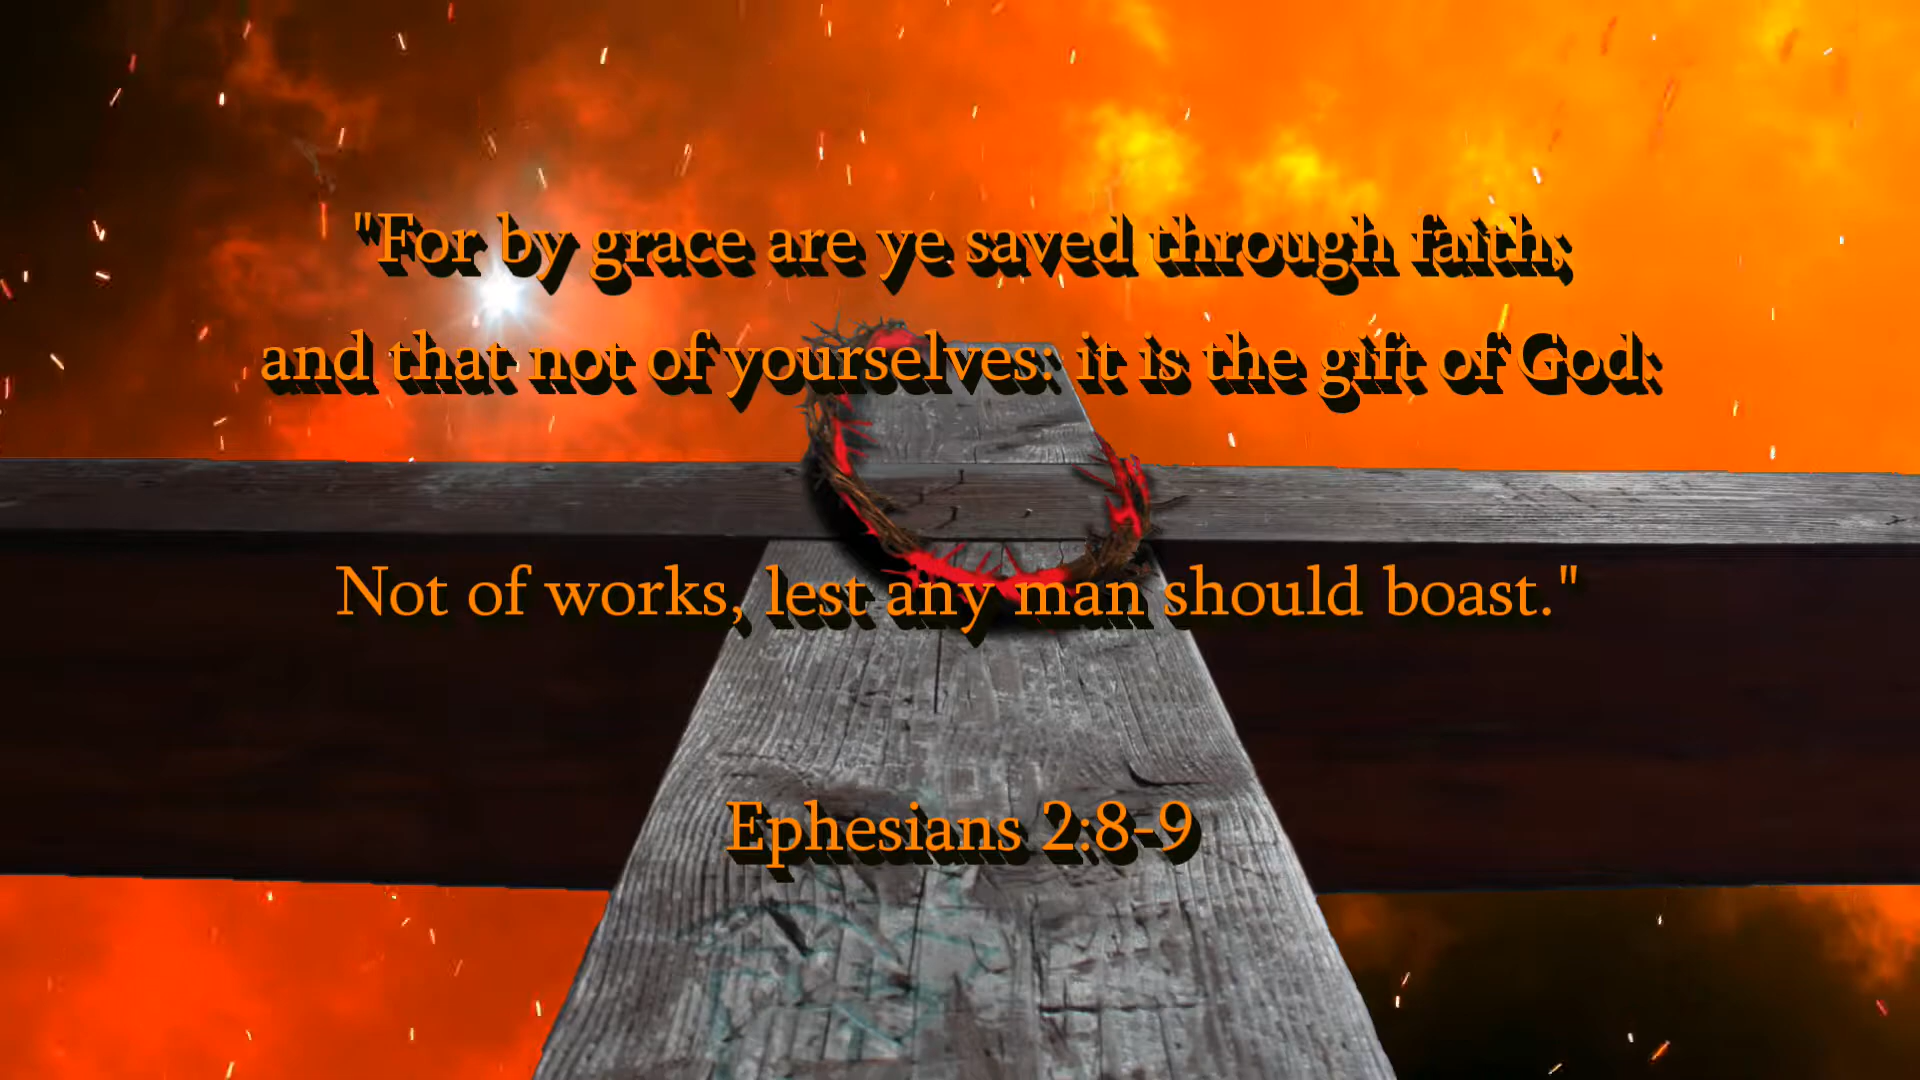 "For by grace are ye saved through faith;
and that not of yourselves: it is the gift of God:
Not of works, lest any man should boast."
Ephesians 2:8-9